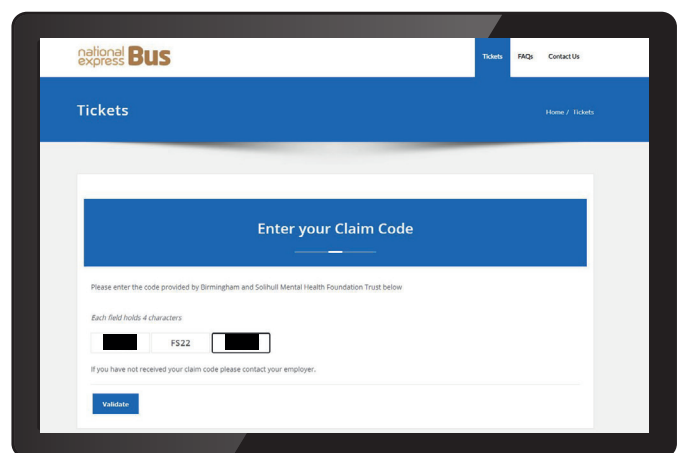 national express Bus
Tickets FAQs Contact Us
Tickets
Home / Tickets
Enter your Claim Code
Please enter the code provided by Birmingham and Solihull Mental Health Foundation Trust below
Each field holds 4 characters
FS22
If you have not received your claim code please contact your employer.
Validate